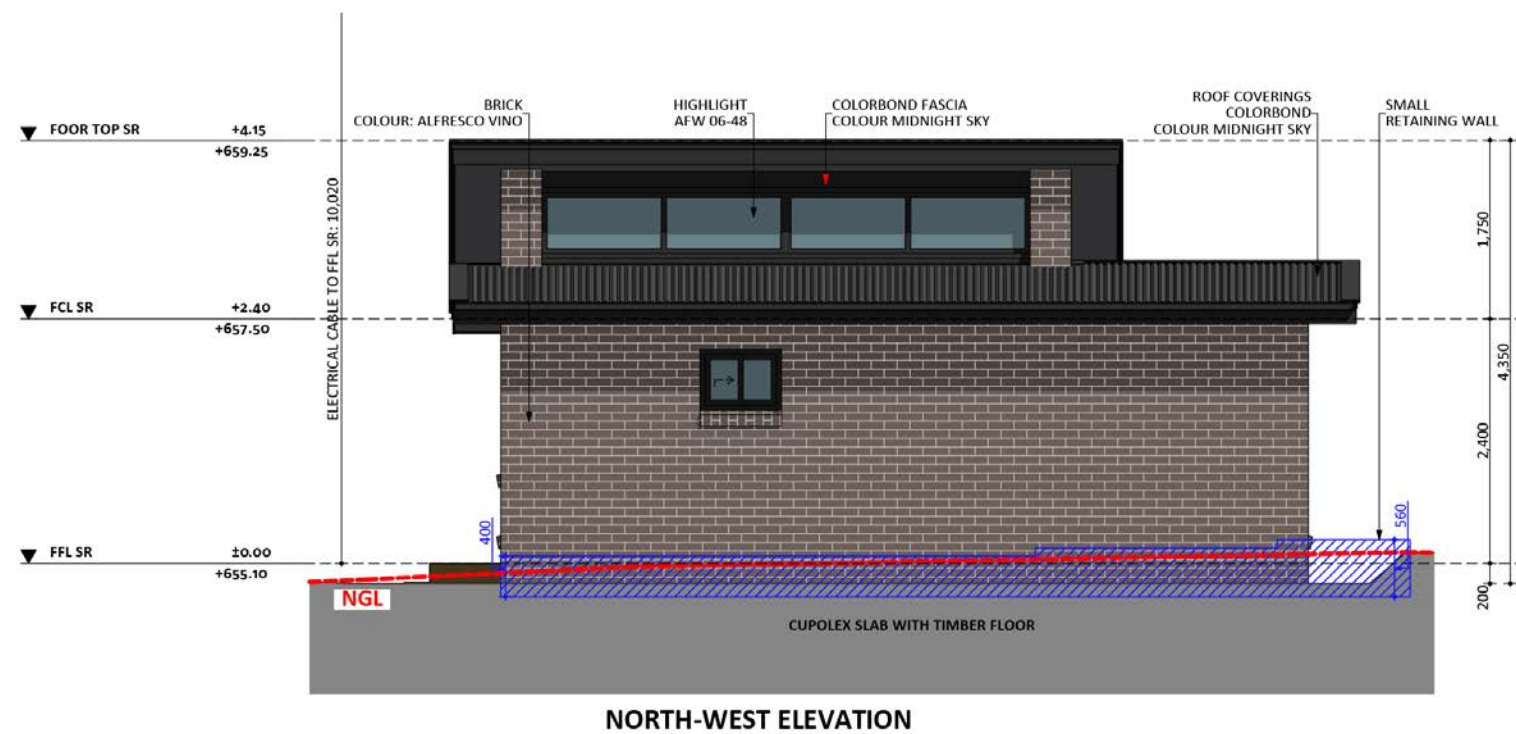 BRICK
COLOUR: ALFRESCO VINO
HIGHLIGHT
AFW 06-48
COLORBOND FASCIA
COLOUR MIDNIGHT SKY
ROOF COVERINGS
COLORBOND
COLOUR MIDNIGHT SKY
SMALL
RETAINING WALL
FOOR TOP SR +4.15
+659.25
ELECTRICAL CABLE TO FFL SR: 10,020
1,750
FCL SR +2.40
+657.50
4,350
2,400
400
560
FFL SR ±0.00
+655.10
NGL
200
CUPOLEX SLAB WITH TIMBER FLOOR
NORTH-WEST ELEVATION